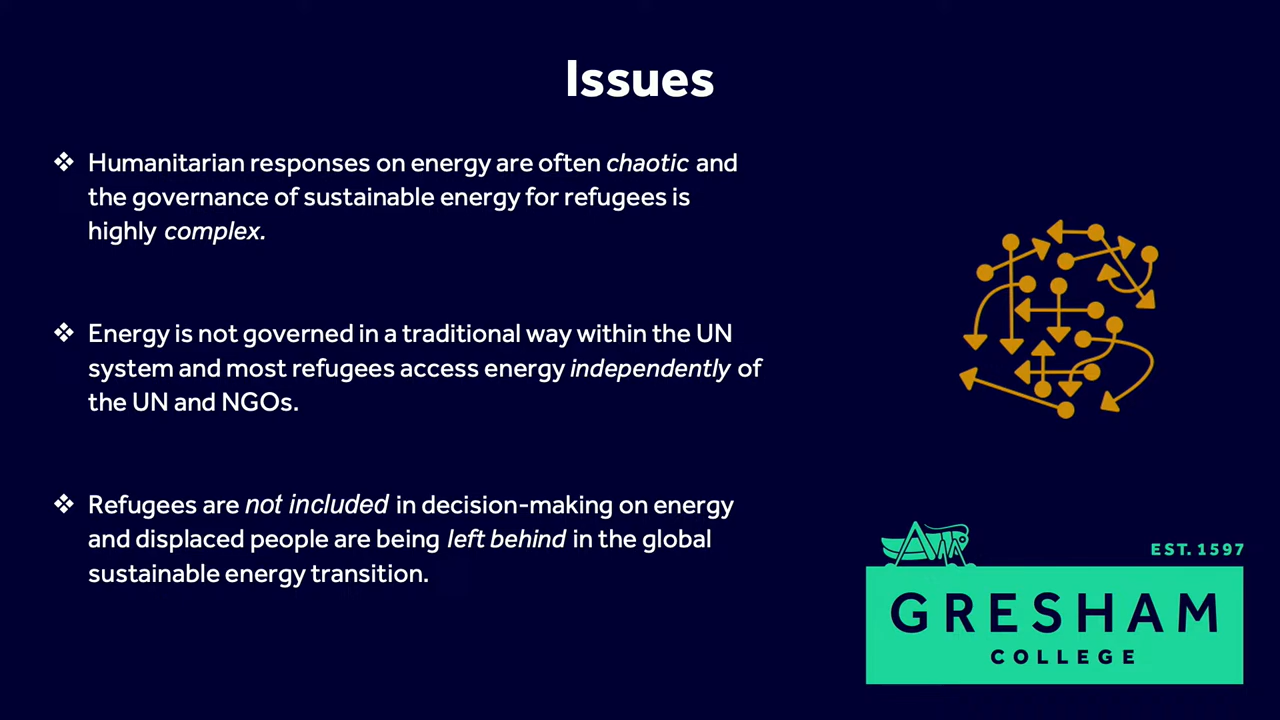 Issues
❖ Humanitarian responses on energy are often chaotic and
the governance of sustainable energy for refugees is
highly complex.
❖ Energy is not governed in a traditional way within the UN
system and most refugees access energy independently of
the UN and NGOs.
❖ Refugees are not included in decision-making on energy
and displaced people are being left behind in the global
sustainable energy transition.
EST. 1597
GRESHAM
COLLEGE